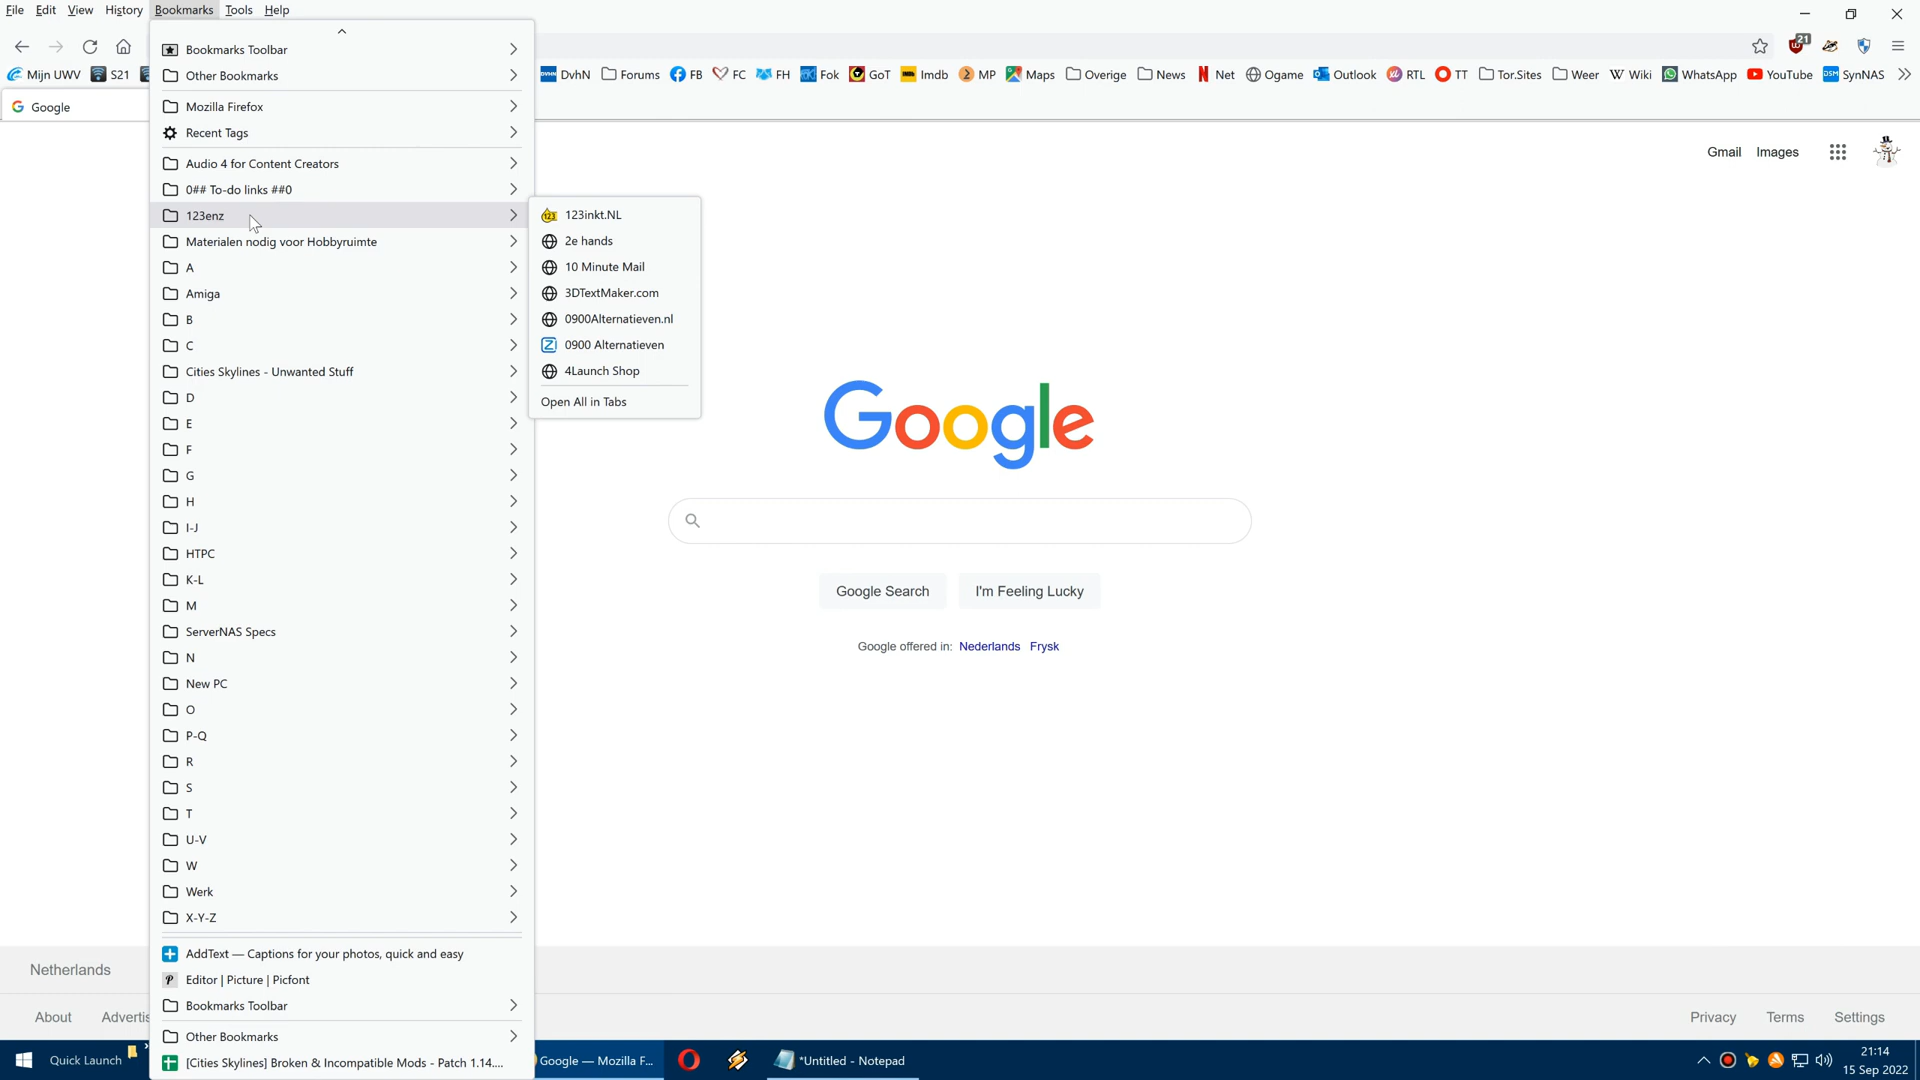 File Edit View History Bookmarks Tools Help
Mijn UWV S21 DvhN Forums FB FC FH Fok GoT Imdb MP Maps Overige News Net Ogame Outlook RTL TT Tor.Sites Weer Wiki WhatsApp YouTube SynNAS
21
Google
Gmail Images
Bookmarks Toolbar
Other Bookmarks
Mozilla Firefox
Recent Tags
Audio 4 for Content Creators
0## To-do links ##0
123enz
Materialen nodig voor Hobbyruimte
A
Amiga
B
C
Cities Skylines - Unwanted Stuff
D
E
F
G
H
I-J
HTPC
K-L
M
ServerNAS Specs
N
New PC
O
P-Q
R
S
T
U-V
W
Werk
X-Y-Z
AddText — Captions for your photos, quick and easy
Editor | Picture | Picfont
Bookmarks Toolbar
Other Bookmarks
[Cities Skylines] Broken & Incompatible Mods - Patch 1.14....
123inkt.NL
2e hands
10 Minute Mail
3DTextMaker.com
0900Alternatieven.nl
0900 Alternatieven
4Launch Shop
Open All in Tabs
Google
Google Search I'm Feeling Lucky
Google offered in: Nederlands Frysk
Netherlands
About Advertis
Privacy Terms Settings
Quick Launch
Google — Mozilla F...
*Untitled - Notepad
21:14
15 Sep 2022